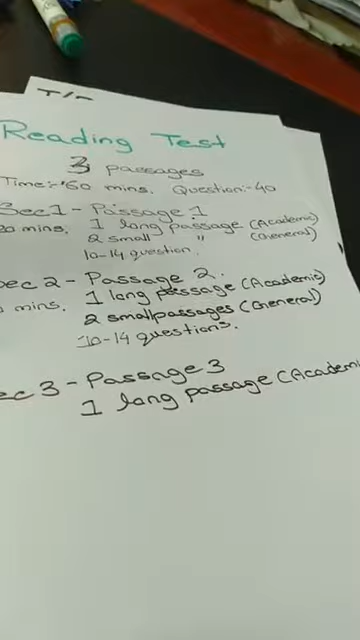 T/F
Reading Test
3 passages
Time:- 60 mins. Question:- 40
Sec 1 - Passage 1
20 mins. 1 long passage (Academic)
2 small " (General)
10-14 question
Sec 2 - Passage 2.
mins. 1 long passage (Academic)
2 small passages (General)
10-14 questions.
Sec 3 - Passage 3
1 long passage (Academi